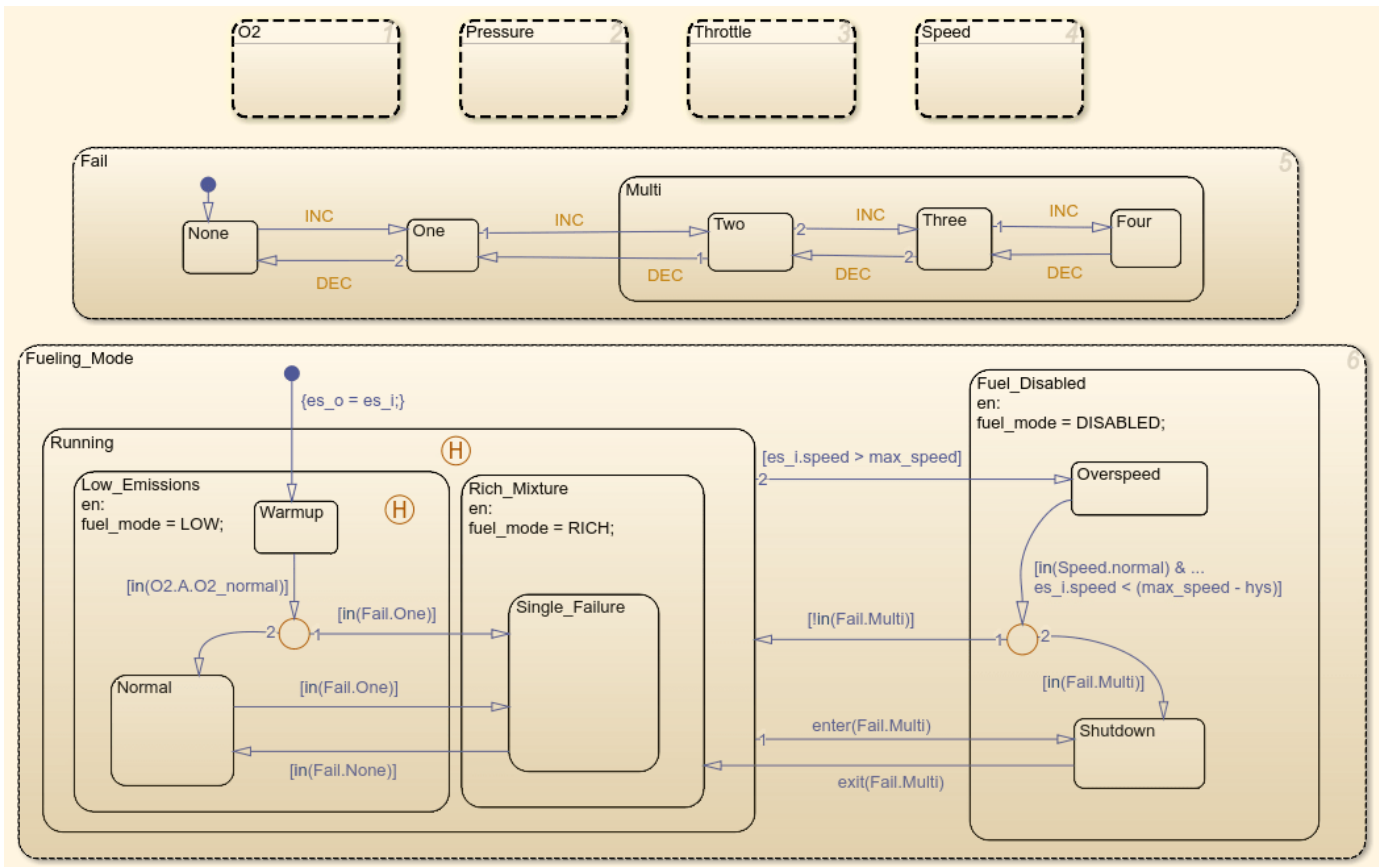 O2 1
Pressure 2
Throttle 3
Speed 4
Fail 5
Multi
None
INC
One
1
INC
Two
2
INC
Three
1
INC
Four
DEC
2
DEC
1
DEC
2
DEC
Fueling_Mode 6
{es_o = es_i;}
Running
H
Low_Emissions
en:
fuel_mode = LOW;
Warmup
H
Rich_Mixture
en:
fuel_mode = RICH;
[in(O2.A.O2_normal)]
2
1
[in(Fail.One)]
Single_Failure
Normal
[in(Fail.One)]
[in(Fail.None)]
[es_i.speed > max_speed]
2
Fuel_Disabled
en:
fuel_mode = DISABLED;
Overspeed
[in(Speed.normal) & ...
es_i.speed < (max_speed - hys)]
[!in(Fail.Multi)]
1
2
[in(Fail.Multi)]
enter(Fail.Multi)
1
Shutdown
exit(Fail.Multi)